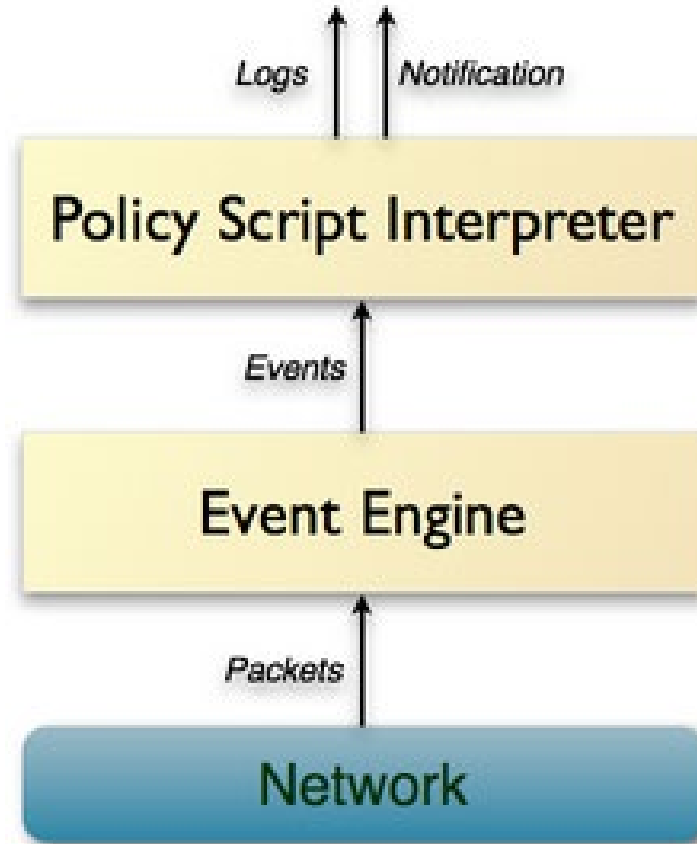 Logs
Notification
Policy Script Interpreter
Events
Event Engine
Packets
Network